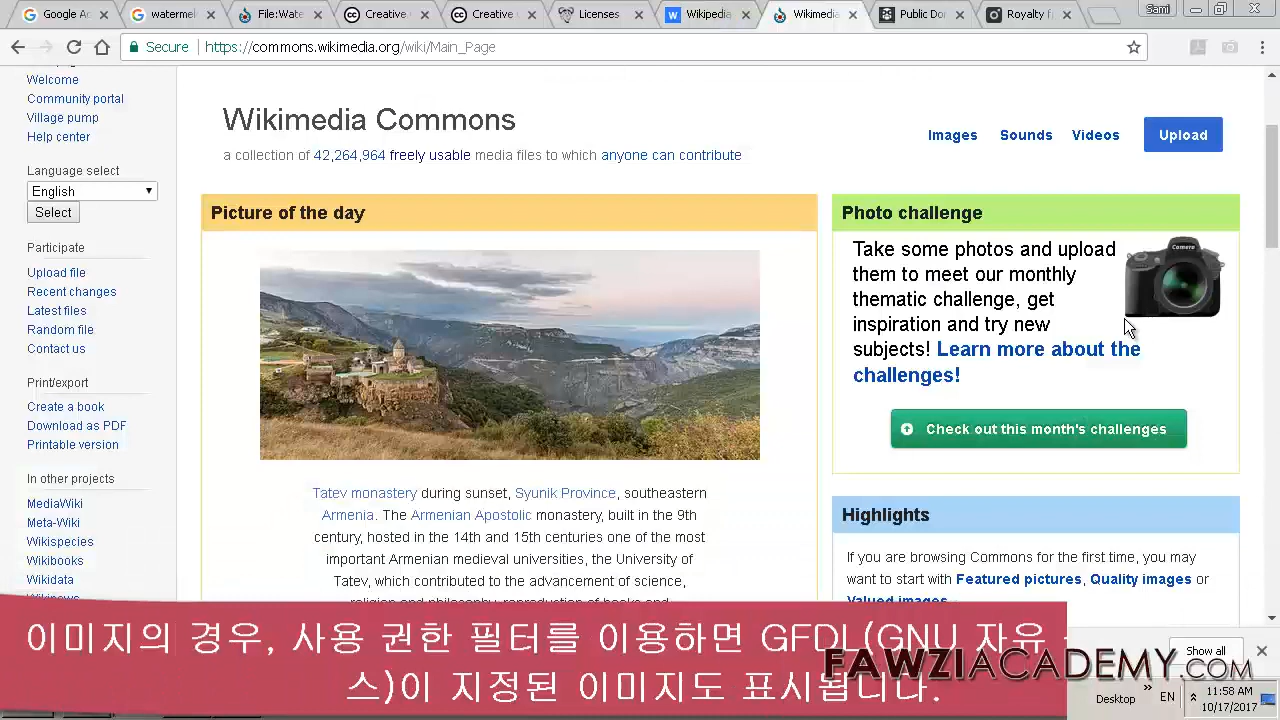 Google A
waterme
File:Wate
Creative
Creative
Licenses
Wikipedia
Wikimedia
Public Do
Royalty f
Sami
Secure
https://commons.wikimedia.org/wiki/Main_Page
Welcome
Community portal
Village pump
Help center
Language select
English
Select
Participate
Upload file
Recent changes
Latest files
Random file
Contact us
Print/export
Create a book
Download as PDF
Printable version
In other projects
MediaWiki
Meta-Wiki
Wikispecies
Wikibooks
Wikidata
Wikimedia Commons
a collection of 42,264,964 freely usable media files to which anyone can contribute
Images Sounds Videos Upload
Picture of the day
Tatev monastery during sunset, Syunik Province, southeastern
Armenia. The Armenian Apostolic monastery, built in the 9th
century, hosted in the 14th and 15th centuries one of the most
important Armenian medieval universities, the University of
Tatev, which contributed to the advancement of science,
religion and philosophy, reproduction of books and
Photo challenge
Camera
Take some photos and upload
them to meet our monthly
thematic challenge, get
inspiration and try new
subjects! Learn more about the
challenges!
Check out this month's challenges
Highlights
If you are browsing Commons for the first time, you may
want to start with Featured pictures, Quality images or
Valued images
이미지의 경우, 사용 권한 필터를 이용하면 GFDL(GNU 자유
스)이 지정된 이미지도 표시됩니다.
Show all
FAWZIACADEMY.COM
Desktop
EN
11:56 AM
10/17/2017